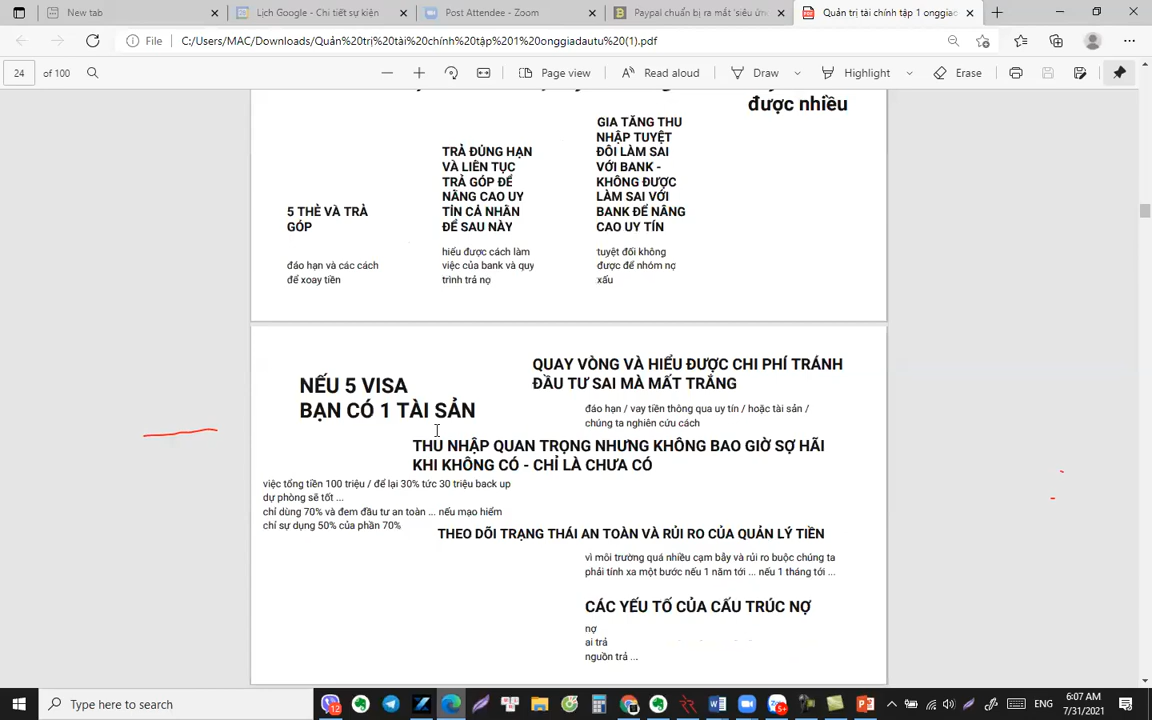 New tab
Lịch Google - Chi tiết sự kiện
Post Attendee - Zoom
Paypal chuẩn bị ra mắt 'siêu ứng
Quản trị tài chính tập 1 onggiad
File
C:/Users/MAC/Downloads/Quản%20trị%20tài%20chính%20tập%201%20onggiadautu%20(1).pdf
24 of 100
Page view
Read aloud
Draw
Highlight
Erase
được nhiều
5 THẺ VÀ TRẢ
GÓP
đáo hạn và các cách
để xoay tiền
TRẢ ĐÚNG HẠN
VÀ LIÊN TỤC
TRẢ GÓP ĐỂ
NÂNG CAO UY
TÍN CÁ NHÂN
ĐỂ SAU NÀY
hiểu được cách làm
việc của bank và quy
trình trả nợ
GIA TĂNG THU
NHẬP TUYỆT
ĐÔI LÀM SAI
VỚI BANK -
KHÔNG ĐƯỢC
LÀM SAI VỚI
BANK ĐỂ NÂNG
CAO UY TÍN
tuyệt đối không
được để nhóm nợ
xấu
NẾU 5 VISA
BẠN CÓ 1 TÀI SẢN
QUAY VÒNG VÀ HIỂU ĐƯỢC CHI PHÍ TRÁNH
ĐẦU TƯ SAI MÀ MẤT TRẮNG
đáo hạn / vay tiền thông qua uy tín / hoặc tài sản /
chúng ta nghiên cứu cách
THU NHẬP QUAN TRỌNG NHƯNG KHÔNG BAO GIỜ SỢ HÃI
KHI KHÔNG CÓ - CHỈ LÀ CHƯA CÓ
việc tổng tiền 100 triệu / để lại 30% tức 30 triệu back up
dự phòng sẽ tốt ...
chỉ dùng 70% và đem đầu tư an toàn ... nếu mạo hiểm
chỉ sự dụng 50% của phần 70%
THEO DÕI TRẠNG THÁI AN TOÀN VÀ RỦI RO CỦA QUẢN LÝ TIỀN
vì môi trường quá nhiều cạm bẫy và rủi ro buộc chúng ta
phải tính xa một bước nếu 1 năm tới ... nếu 1 tháng tới ...
CÁC YẾU TỐ CỦA CẤU TRÚC NỢ
nợ
ai trả
nguồn trả ...
Type here to search
12
5+
ENG
6:07 AM
7/31/2021